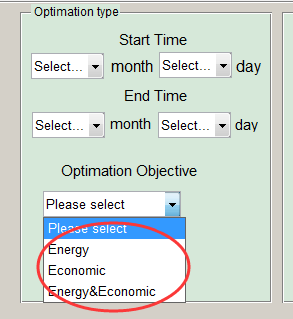 Optimation type
Start Time
Select... month Select... day
End Time
Select... month Select... day
Optimation Objective
Please select
Please select
Energy
Economic
Energy&Economic